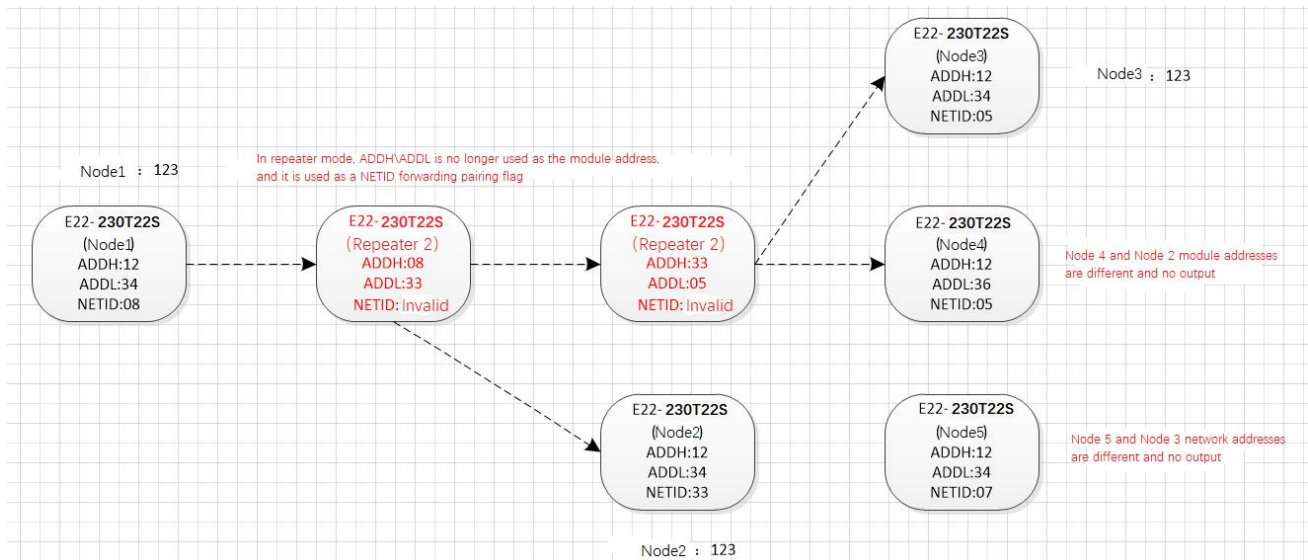 E22-230T22S
(Node3)
ADDH:12
ADDL:34
NETID:05
Node3 : 123
Node1 : 123
In repeater mode, ADDH\ADDL is no longer used as the module address,
and it is used as a NETID forwarding pairing flag
E22-230T22S
(Node1)
ADDH:12
ADDL:34
NETID:08
E22-230T22S
(Repeater 2)
ADDH:08
ADDL:33
NETID: Invalid
E22-230T22S
(Repeater 2)
ADDH:33
ADDL:05
NETID: Invalid
E22-230T22S
(Node4)
ADDH:12
ADDL:36
NETID:05
Node 4 and Node 2 module addresses
are different and no output
E22-230T22S
(Node2)
ADDH:12
ADDL:34
NETID:33
E22-230T22S
(Node5)
ADDH:12
ADDL:34
NETID:07
Node 5 and Node 3 network addresses
are different and no output
Node2 : 123